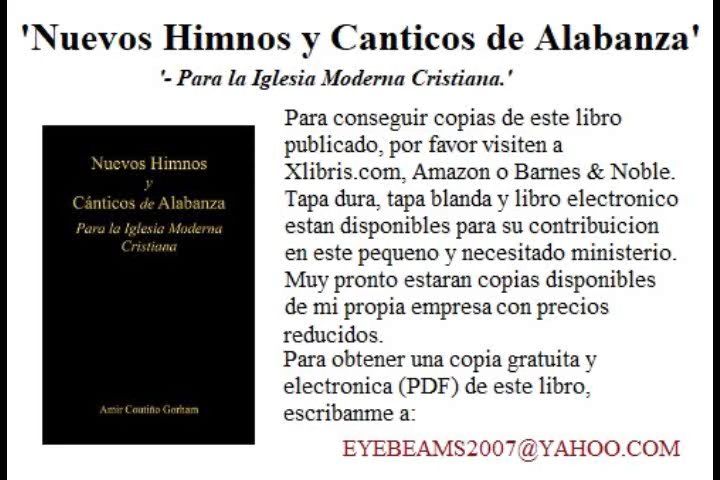 'Nuevos Himnos y Canticos de Alabanza'
'- Para la Iglesia Moderna Cristiana.'
Nuevos Himnos
y
Cánticos de Alabanza
Para la Iglesia Moderna
Cristiana
Amir Coutiño Gorham
Para conseguir copias de este libro
publicado, por favor visiten a
Xlibris.com, Amazon o Barnes & Noble.
Tapa dura, tapa blanda y libro electronico
estan disponibles para su contribuicion
en este pequeno y necesitado ministerio.
Muy pronto estaran copias disponibles
de mi propia empresa con precios
reducidos.
Para obtener una copia gratuita y
electronica (PDF) de este libro,
escribanme a:
EYEBEAMS2007@YAHOO.COM